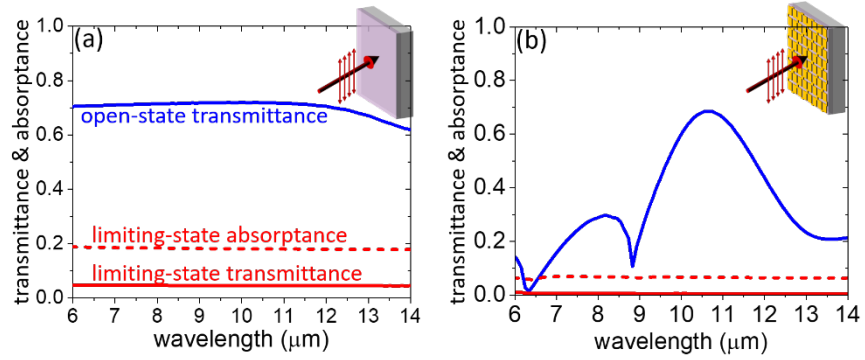 (a)
transmittance & absorptance
1.0
0.8
0.6
0.4
0.2
0.0
open-state transmittance
limiting-state absorptance
limiting-state transmittance
6 7 8 9 10 11 12 13 14
wavelength (μm)
(b)
transmittance & absorptance
1.0
0.8
0.6
0.4
0.2
0.0
6 7 8 9 10 11 12 13 14
wavelength (μm)